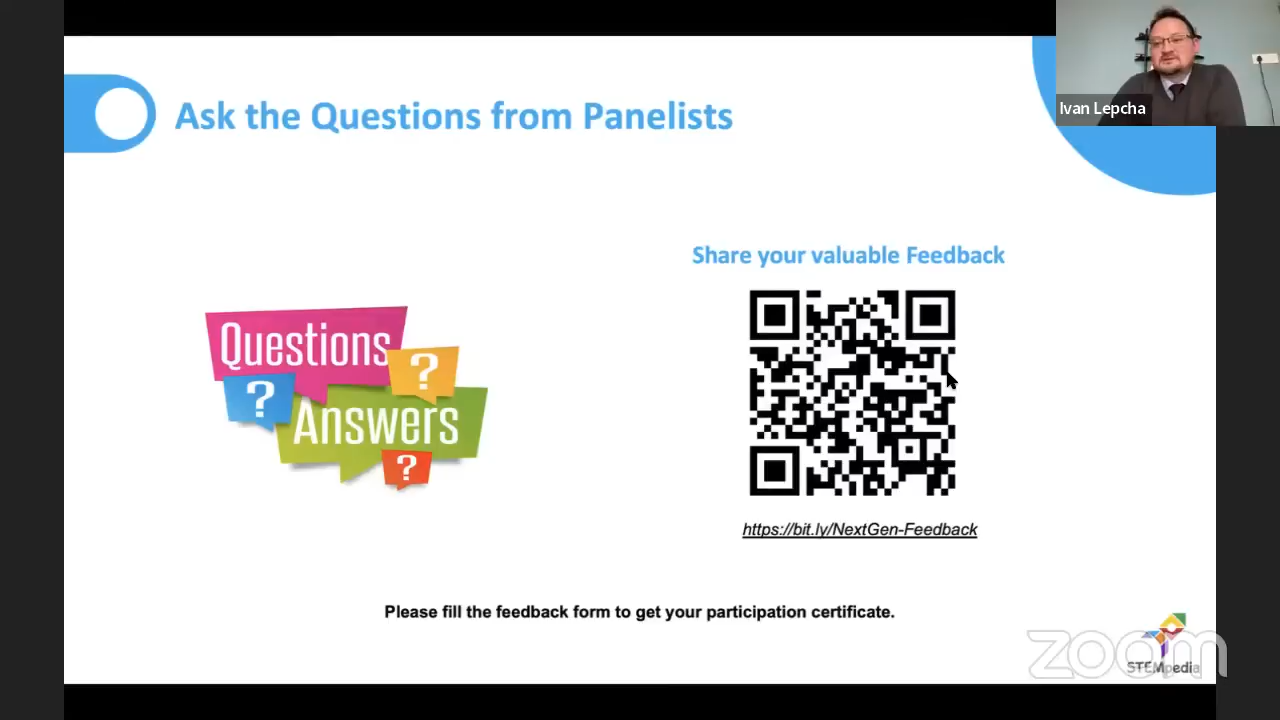 Ask the Questions from Panelists
Ivan Lepcha
Share your valuable Feedback
Questions
?
?
Answers
?
https://bit.ly/NextGen-Feedback
Please fill the feedback form to get your participation certificate.
zoom
STEMpedia